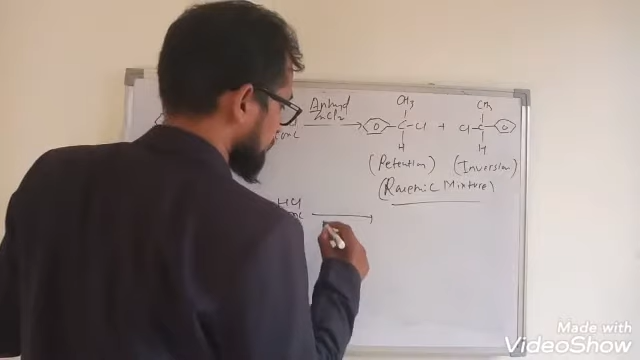 Anhyd
ZnCl2
conc
CH3
C - Cl
H
+
CH3
Cl - C
H
(Retention) (Inversion)
(Racemic Mixture)
HCl
conc
Made with
VideoShow